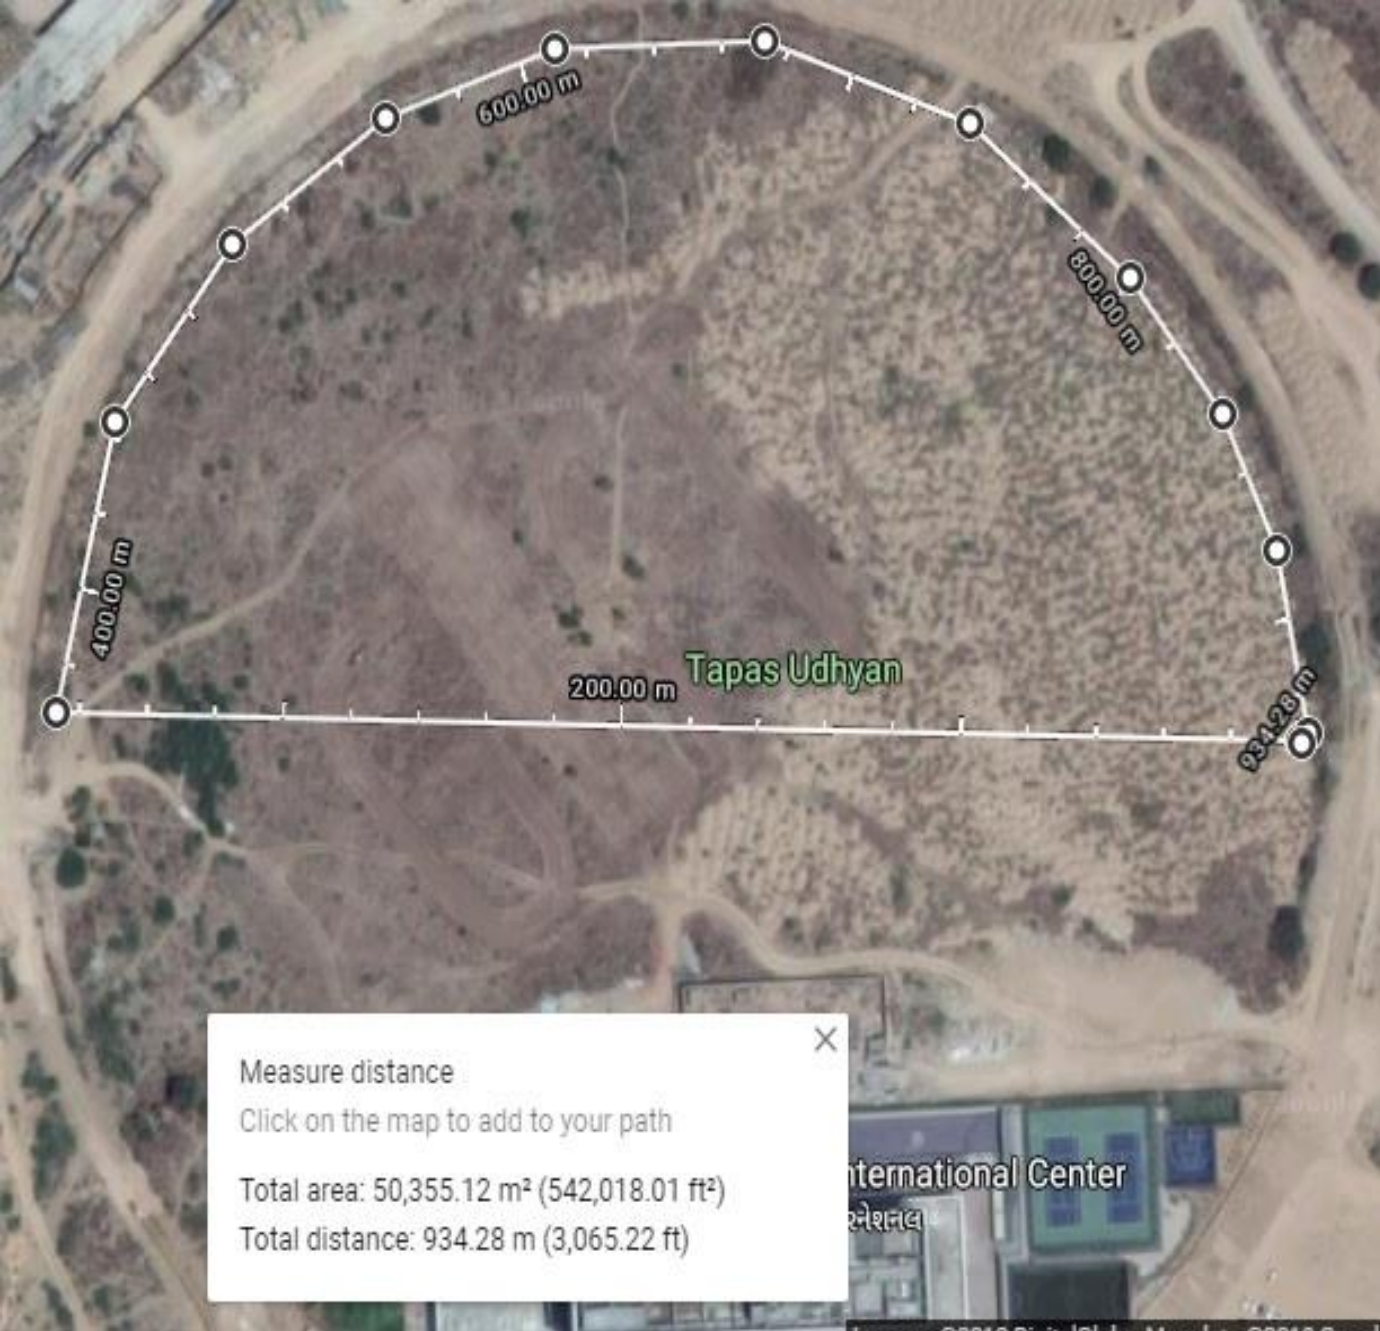 600.00 m
800.00 m
400.00 m
Tapas Udhyan
200.00 m
934.28 m
Measure distance
Click on the map to add to your path
Total area: 50,355.12 m² (542,018.01 ft²)
Total distance: 934.28 m (3,065.22 ft)
nternational Center